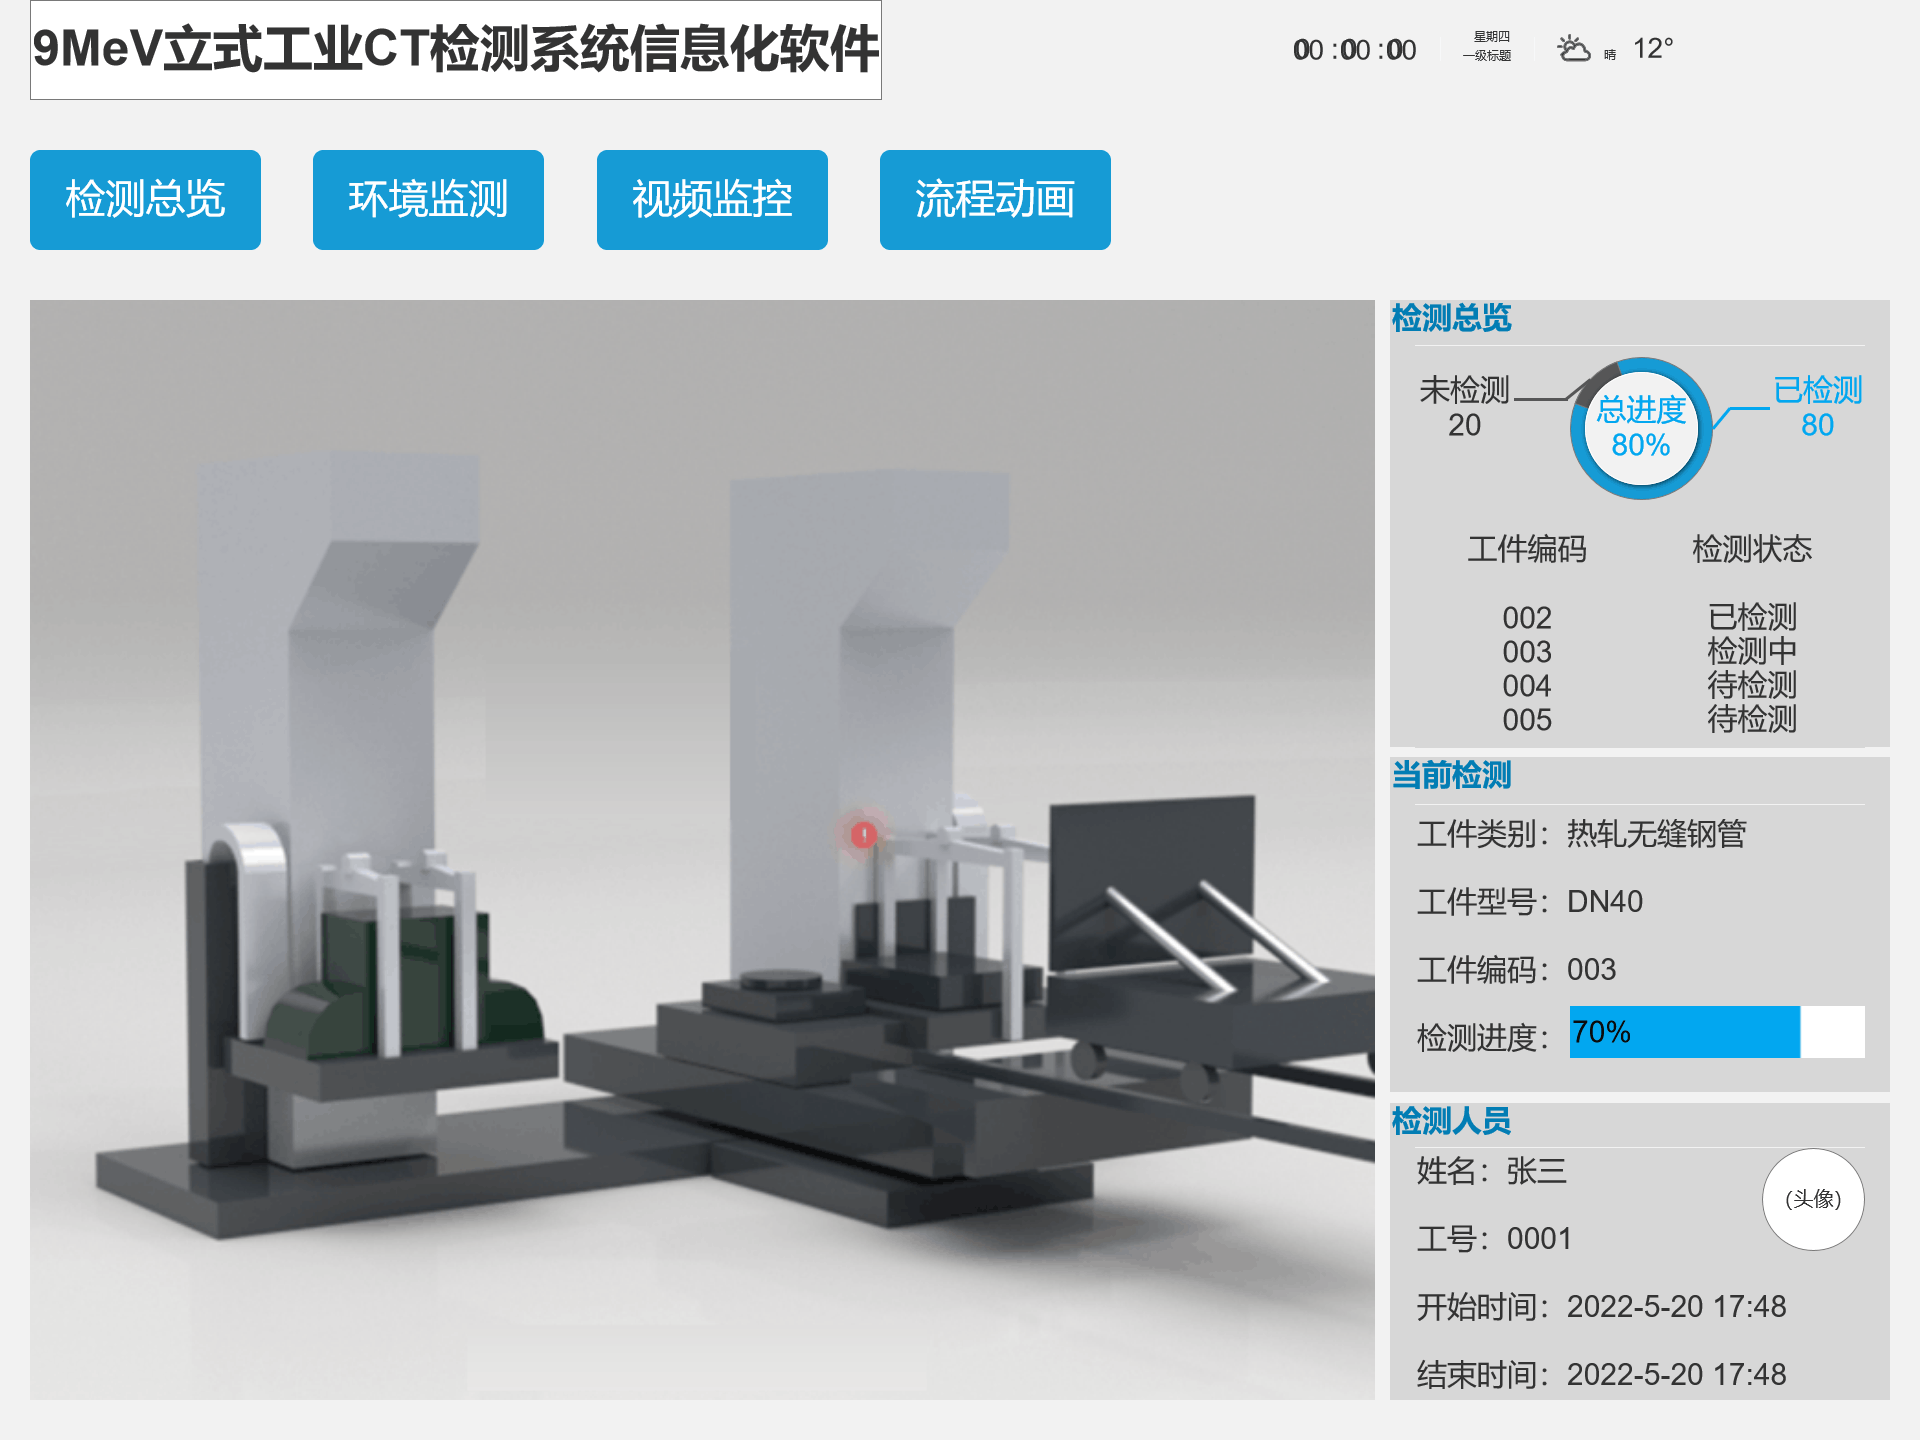 9MeV立式工业CT检测系统信息化软件
00 :00 :00
星期四
一级标题
晴
12°
检测总览
环境监测
视频监控
流程动画
检测总览
未检测
20
总进度
80%
已检测
80
工件编码 检测状态
002 已检测
003 检测中
004 待检测
005 待检测
当前检测
工件类别：热轧无缝钢管
工件型号：DN40
工件编码：003
检测进度：70%
检测人员
姓名：张三
(头像)
工号：0001
开始时间：2022-5-20 17:48
结束时间：2022-5-20 17:48